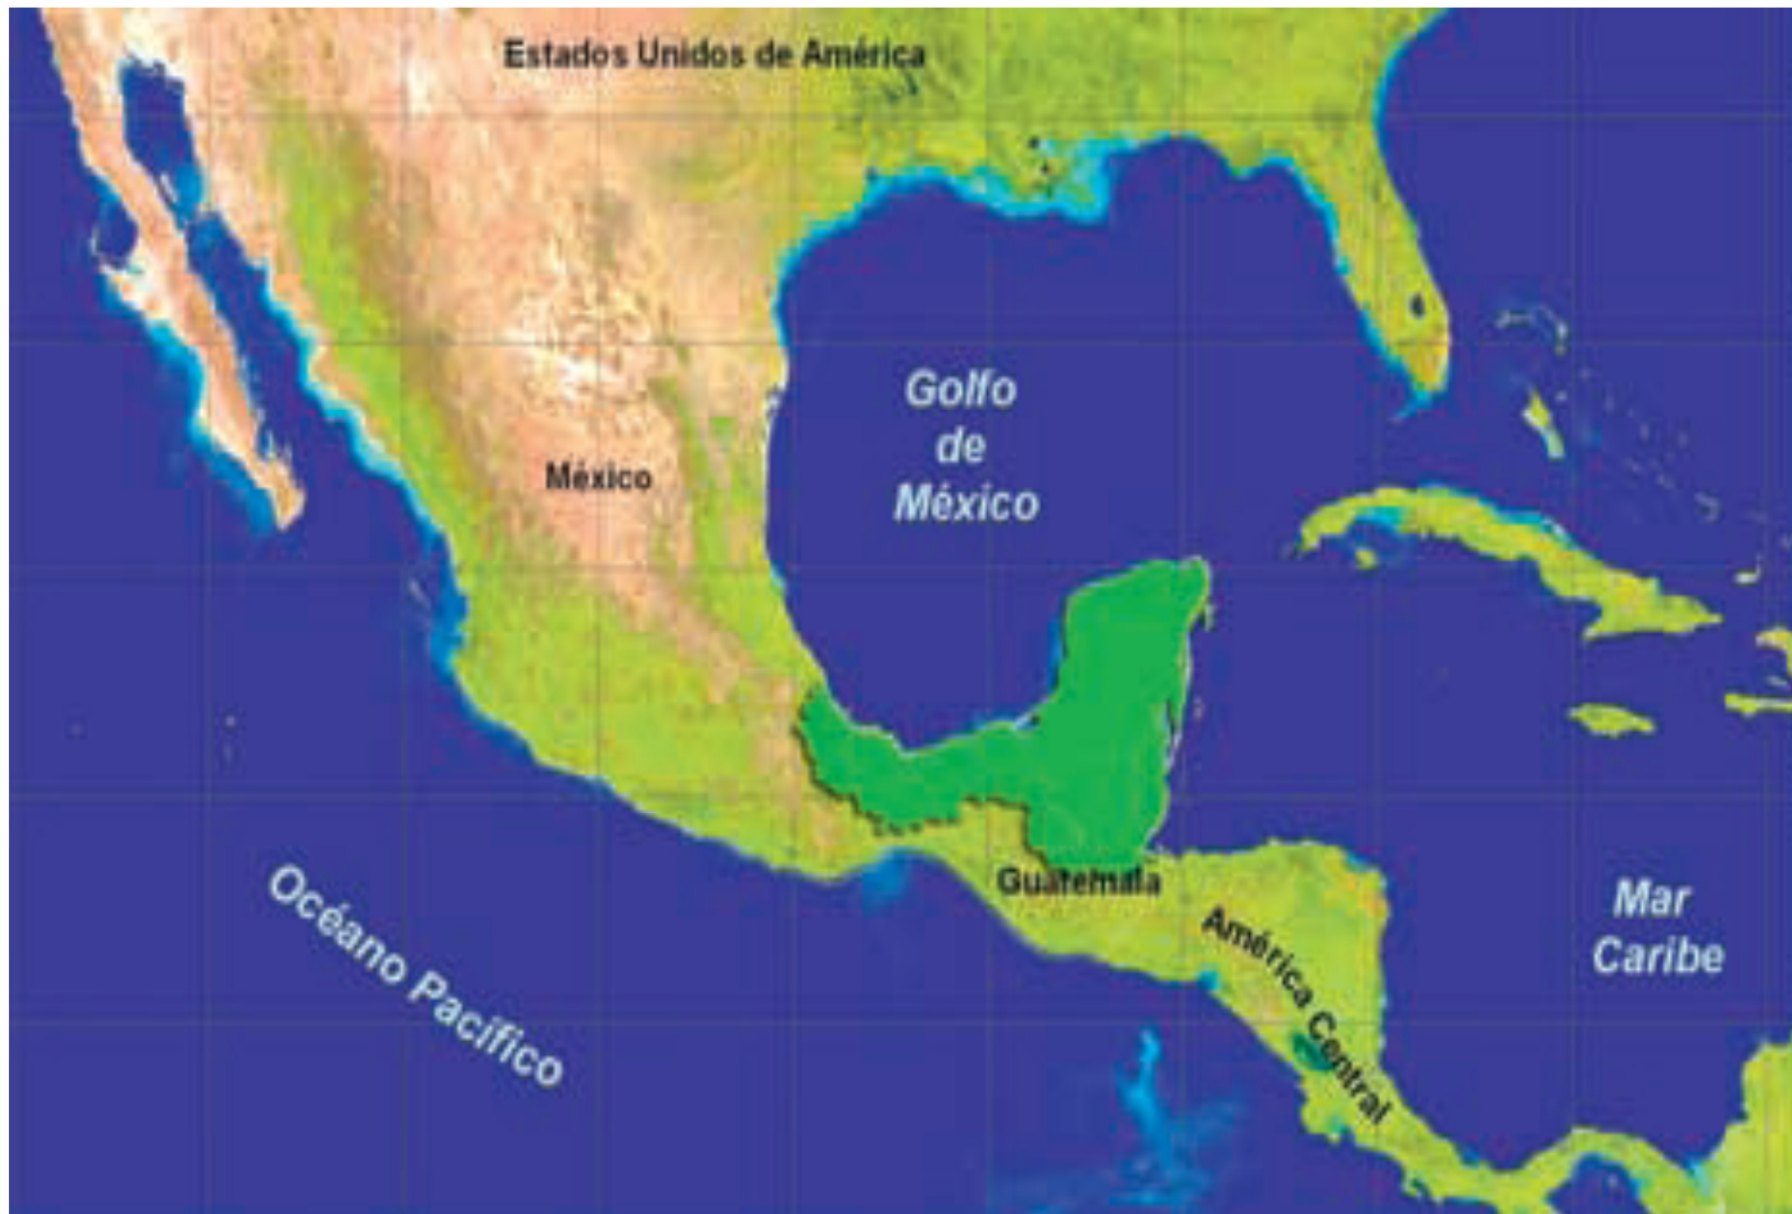 Estados Unidos de América
Golfo
de
México
México
Guatemala
América Central
Mar
Caribe
Océano Pacífico